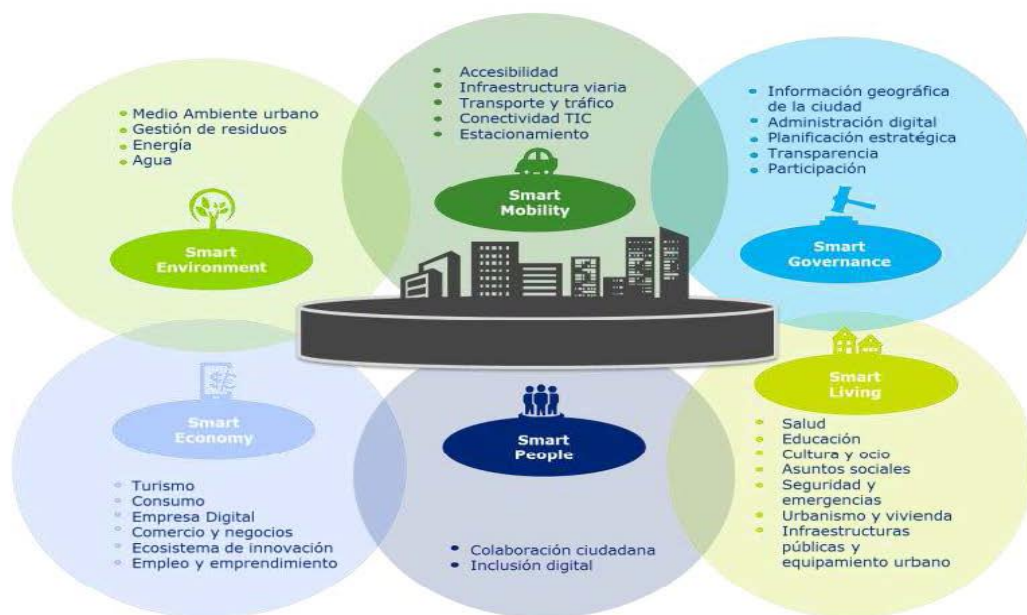 Medio Ambiente urbano
Gestión de residuos
Energía
Agua
Smart
Environment
Accesibilidad
Infraestructura viaria
Transporte y tráfico
Conectividad TIC
Estacionamiento
Smart
Mobility
Información geográfica
de la ciudad
Administración digital
Planificación estratégica
Transparencia
Participación
Smart
Governance
Smart
Economy
Turismo
Consumo
Empresa Digital
Comercio y negocios
Ecosistema de innovación
Empleo y emprendimiento
Smart
People
Colaboración ciudadana
Inclusión digital
Smart
Living
Salud
Educación
Cultura y ocio
Asuntos sociales
Seguridad y
emergencias
Urbanismo y vivienda
Infraestructuras
públicas y
equipamiento urbano